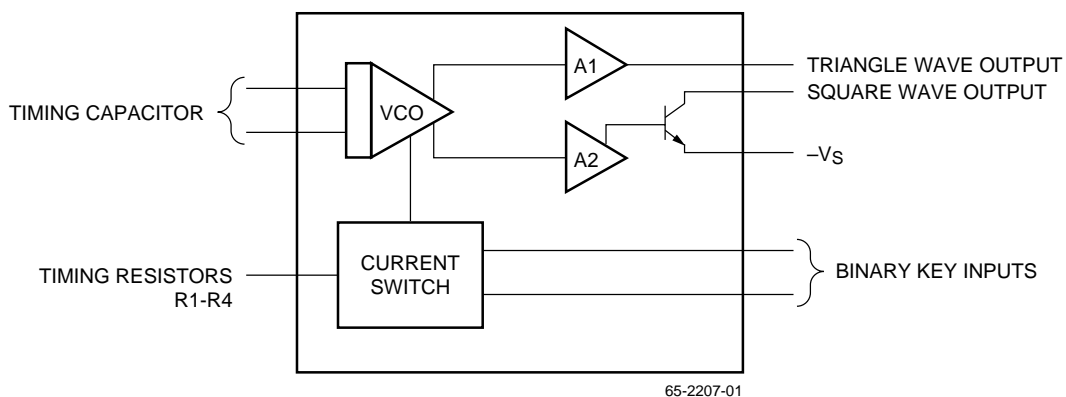 TIMING CAPACITOR
VCO
A1
A2
TRIANGLE WAVE OUTPUT
SQUARE WAVE OUTPUT
–VS
TIMING RESISTORS
R1-R4
CURRENT
SWITCH
BINARY KEY INPUTS
65-2207-01